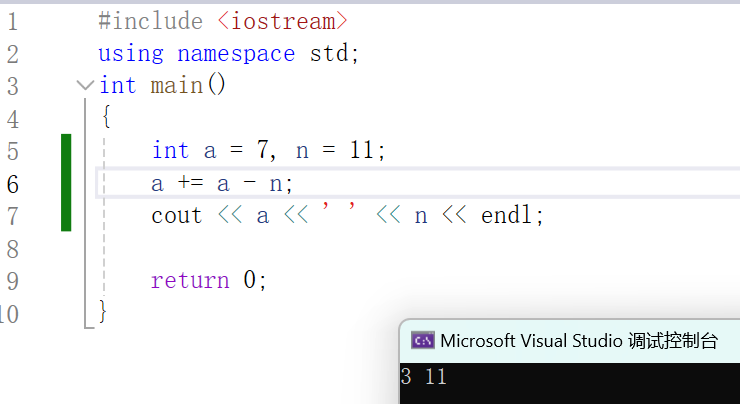 1 #include <iostream>
2 using namespace std;
3 int main()
4 {
5 int a = 7, n = 11;
6 a += a - n;
7 cout << a << ' ' << n << endl;
8
9 return 0;
10 }
Microsoft Visual Studio 调试控制台
3 11